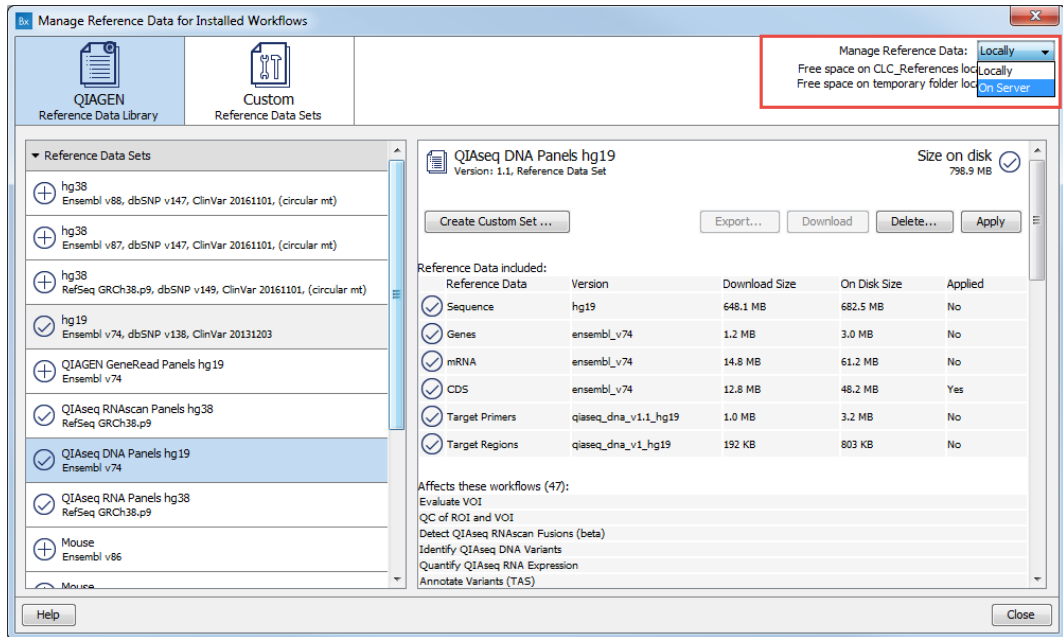 Bx Manage Reference Data for Installed Workflows
X
QIAGEN
Reference Data Library
Custom
Reference Data Sets
Manage Reference Data: Locally
Free space on CLC_References loc
Free space on temporary folder loc
Locally
On Server
Reference Data Sets
hg38
Ensembl v88, dbSNP v147, ClinVar 20161101, (circular mt)
hg38
Ensembl v87, dbSNP v147, ClinVar 20161101, (circular mt)
hg38
RefSeq GRCh38.p9, dbSNP v149, ClinVar 20161101, (circular mt)
hg19
Ensembl v74, dbSNP v138, ClinVar 20131203
QIAGEN GeneRead Panels hg19
Ensembl v74
QIAseq RNAscan Panels hg38
RefSeq GRCh38.p9
QIAseq DNA Panels hg19
Ensembl v74
QIAseq RNA Panels hg38
RefSeq GRCh38.p9
Mouse
Ensembl v86
Mouse
QIAseq DNA Panels hg19
Version: 1.1, Reference Data Set
Size on disk
798.9 MB
Create Custom Set ... Export... Download Delete... Apply
Reference Data included:
Reference Data Version Download Size On Disk Size Applied
Sequence hg19 648.1 MB 682.5 MB No
Genes ensembl_v74 1.2 MB 3.0 MB No
mRNA ensembl_v74 14.8 MB 61.2 MB No
CDS ensembl_v74 12.8 MB 48.2 MB Yes
Target Primers qiaseq_dna_v1.1_hg19 1.0 MB 3.2 MB No
Target Regions qiaseq_dna_v1_hg19 192 KB 803 KB No
Affects these workflows (47):
Evaluate VOI
QC of ROI and VOI
Detect QIAseq RNAscan Fusions (beta)
Identify QIAseq DNA Variants
Quantify QIAseq RNA Expression
Annotate Variants (TAS)
Help Close